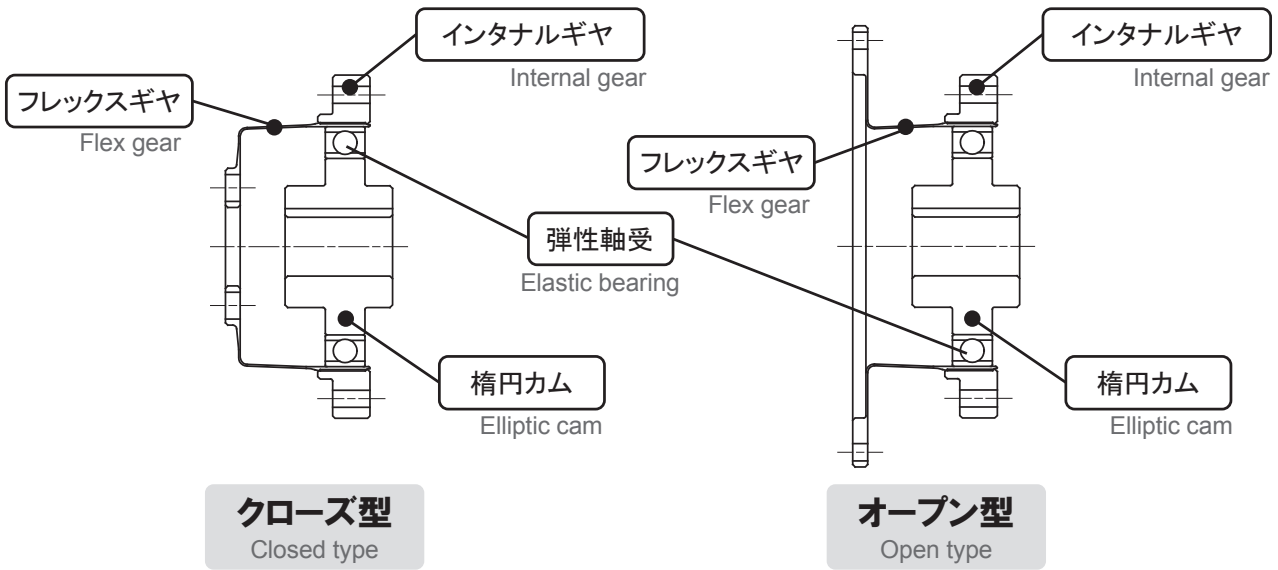 インタナルギヤ
Internal gear
フレックスギヤ
Flex gear
弾性軸受
Elastic bearing
楕円カム
Elliptic cam
クローズ型
Closed type
インタナルギヤ
Internal gear
フレックスギヤ
Flex gear
楕円カム
Elliptic cam
オープン型
Open type